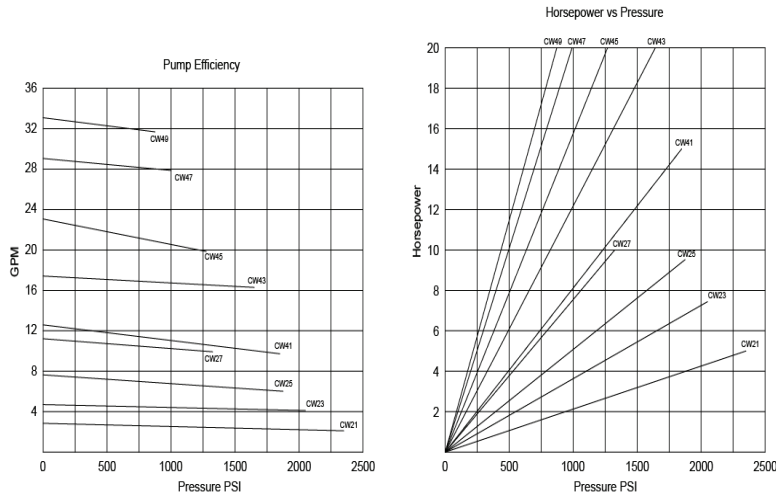 Pump Efficiency
36
32
28
24
20
16
12
8
4
GPM
CW49
CW47
CW45
CW43
CW41
CW27
CW25
CW23
CW21
0 500 1000 1500 2000 2500
Pressure PSI
Horsepower vs Pressure
20
18
16
14
12
10
8
6
4
2
Horsepower
CW49 CW47 CW45 CW43
CW41
CW27
CW25
CW23
CW21
0 500 1000 1500 2000 2500
Pressure PSI